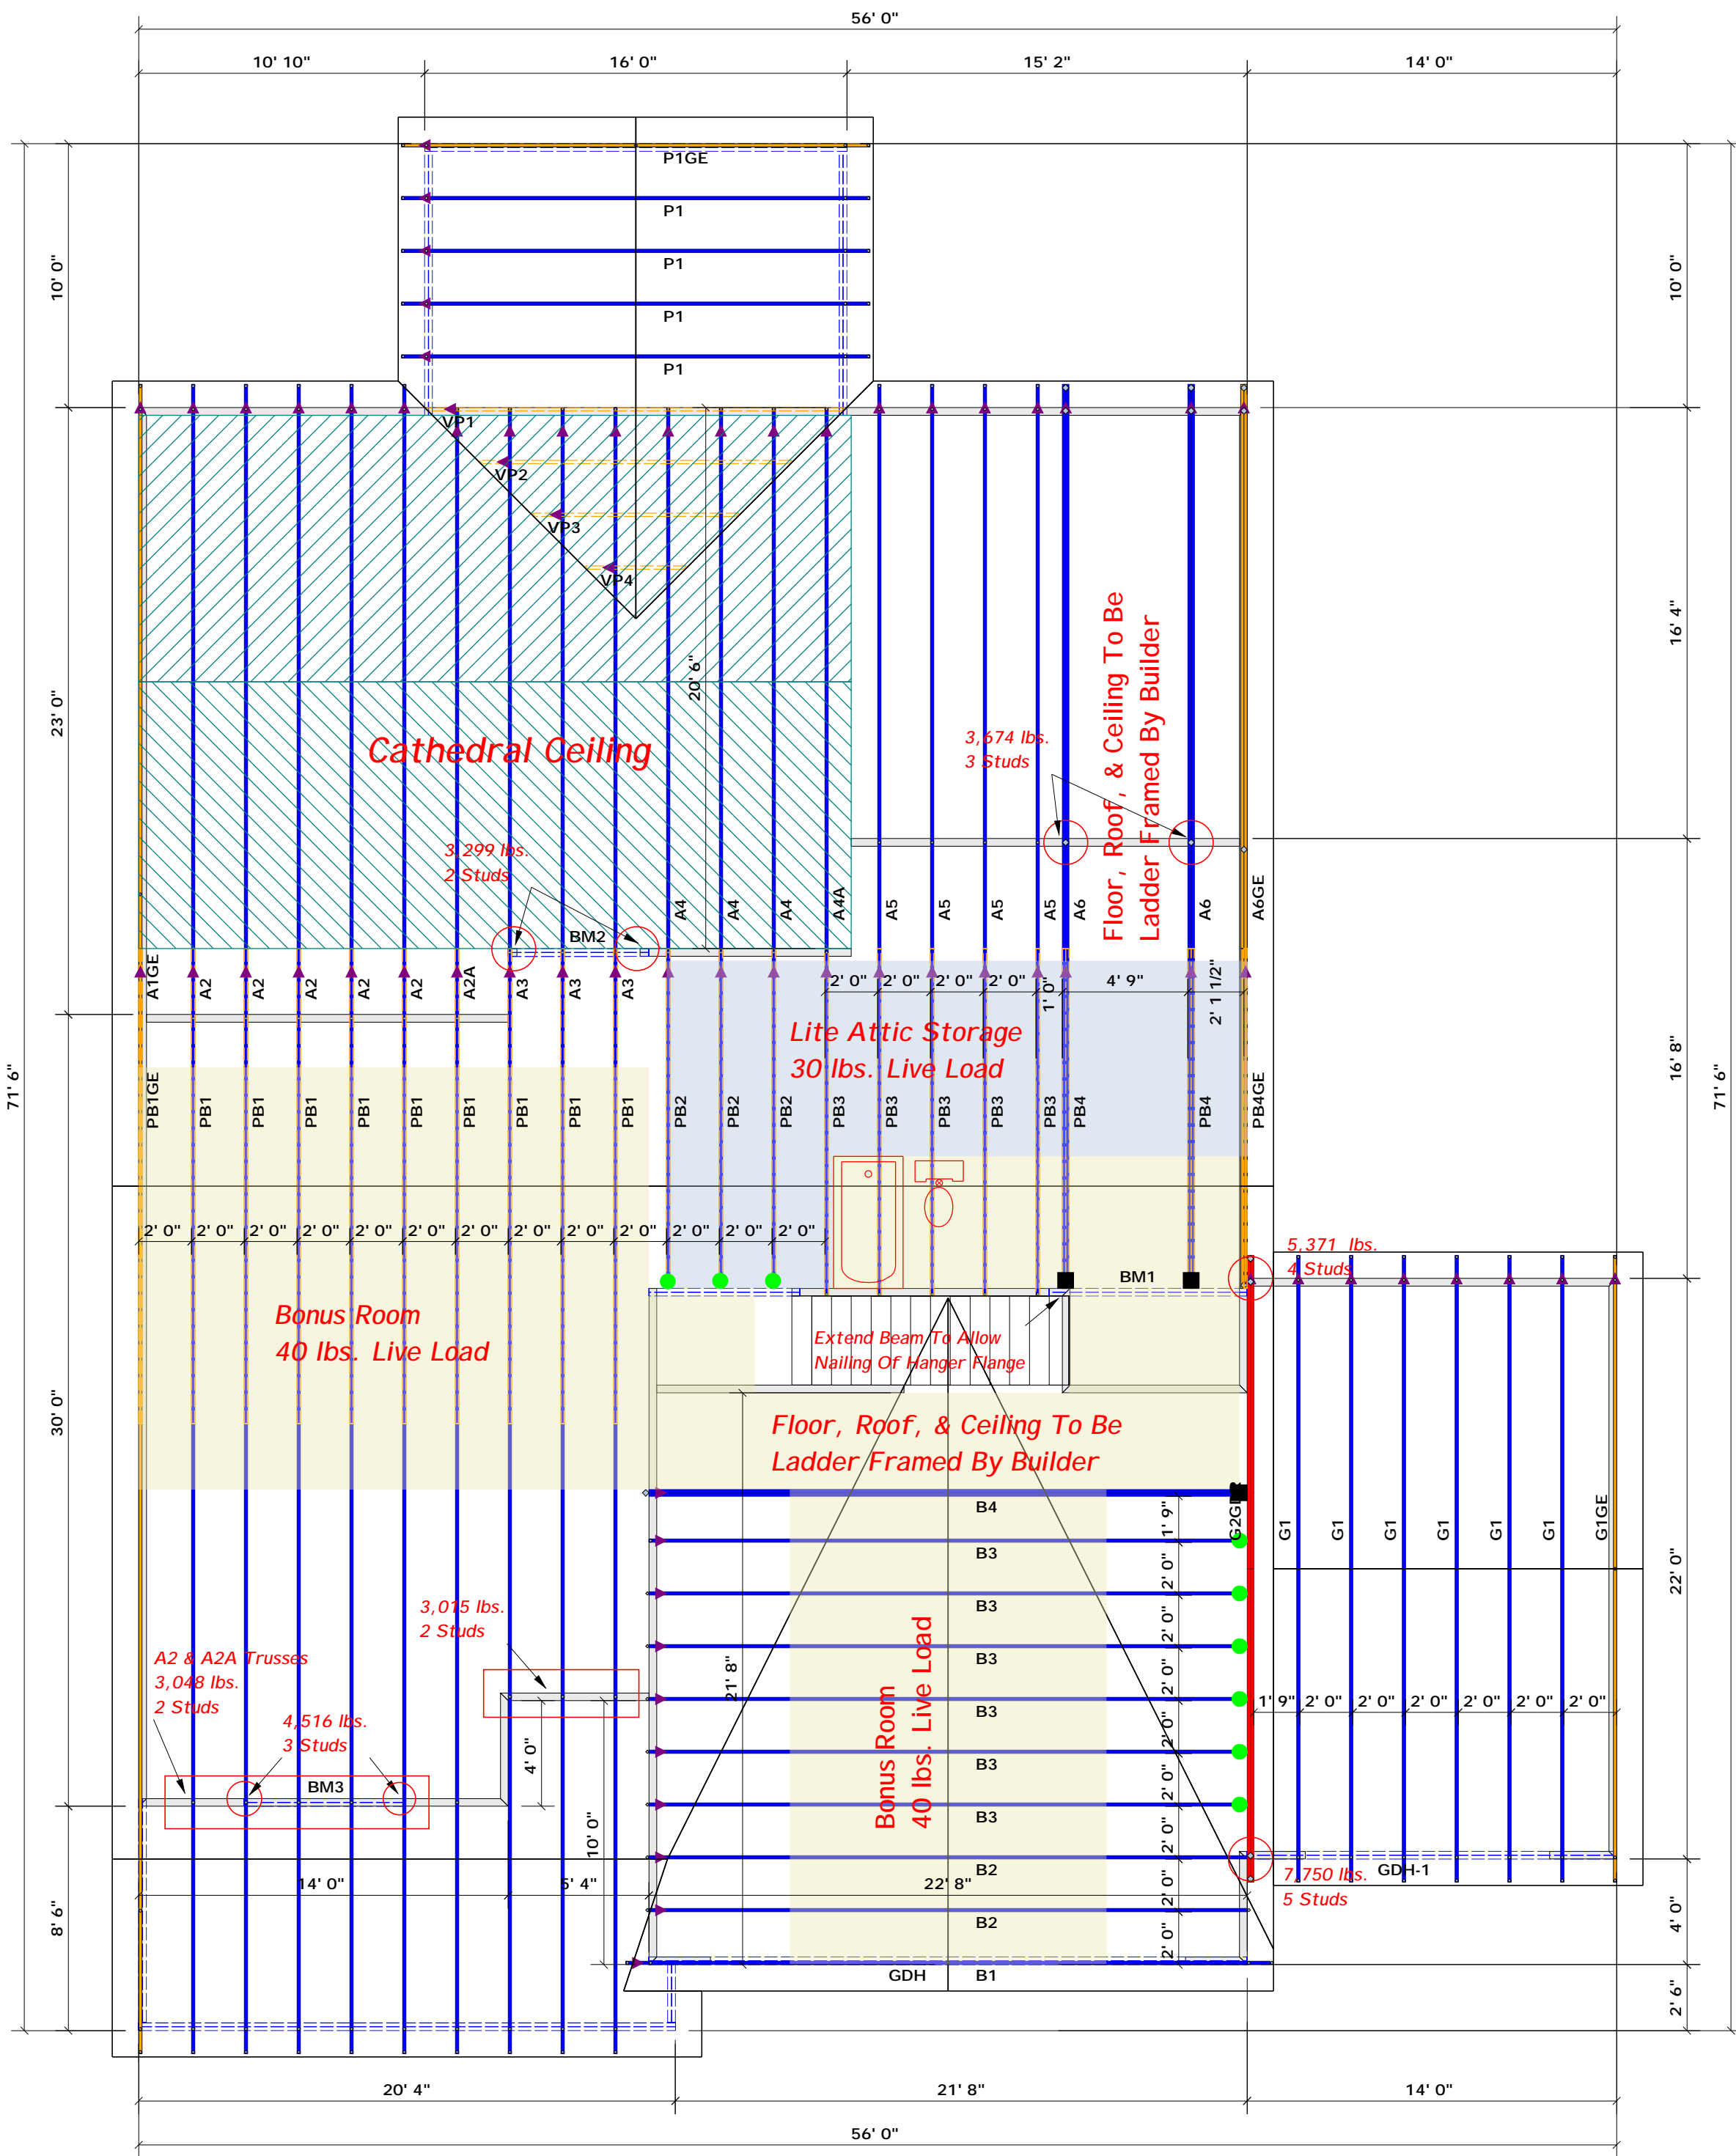 56' 0"
10' 10"
16' 0"
15' 2"
14' 0"
P1GE
P1
P1
P1
P1
10' 0"
10' 0"
VP1
VP2
VP3
VP4
20' 6"
23' 0"
16' 4"
Cathedral Ceiling
Floor, Roof, & Ceiling To Be
Ladder Framed By Builder
3,674 lbs.
3 Studs
3,299 lbs.
2 Studs
BM2
A4
A4
A4
A4A
A5
A5
A5
A5
A6
A6
A6GE
A1GE
A2
A2
A2
A2
A2
A2A
A3
A3
A3
2' 0"
2' 0"
2' 0"
2' 0"
1' 0"
4' 9"
2' 1 1/2"
Lite Attic Storage
30 lbs. Live Load
71' 6"
16' 8"
71' 6"
PB1GE
PB1
PB1
PB1
PB1
PB1
PB1
PB1
PB1
PB1
PB2
PB2
PB2
PB3
PB3
PB3
PB3
PB3
PB4
PB4
PB4GE
2' 0"
2' 0"
2' 0"
2' 0"
2' 0"
2' 0"
2' 0"
2' 0"
2' 0"
2' 0"
2' 0"
2' 0"
2' 0"
5,371 lbs.
4 Studs
BM1
Bonus Room
40 lbs. Live Load
Extend Beam To Allow
Nailing Of Hanger Flange
30' 0"
Floor, Roof, & Ceiling To Be
Ladder Framed By Builder
B4
1' 9"
G1
G1
G1
G1
G1
G1
G1GE
B3
2' 0"
22' 0"
B3
2' 0"
3,015 lbs.
2 Studs
B3
2' 0"
21' 8"
Bonus Room
40 lbs. Live Load
A2 & A2A Trusses
3,048 lbs.
2 Studs
4,516 lbs.
3 Studs
BM3
4' 0"
B3
2' 0"
1' 9"
2' 0"
2' 0"
2' 0"
2' 0"
2' 0"
2' 0"
B3
2' 0"
B3
2' 0"
10' 0"
B2
GDH-1
7,750 lbs.
5 Studs
14' 0"
5' 4"
22' 8"
2' 0"
8' 6"
4' 0"
B2
2' 0"
GDH
B1
2' 6"
20' 4"
21' 8"
14' 0"
56' 0"